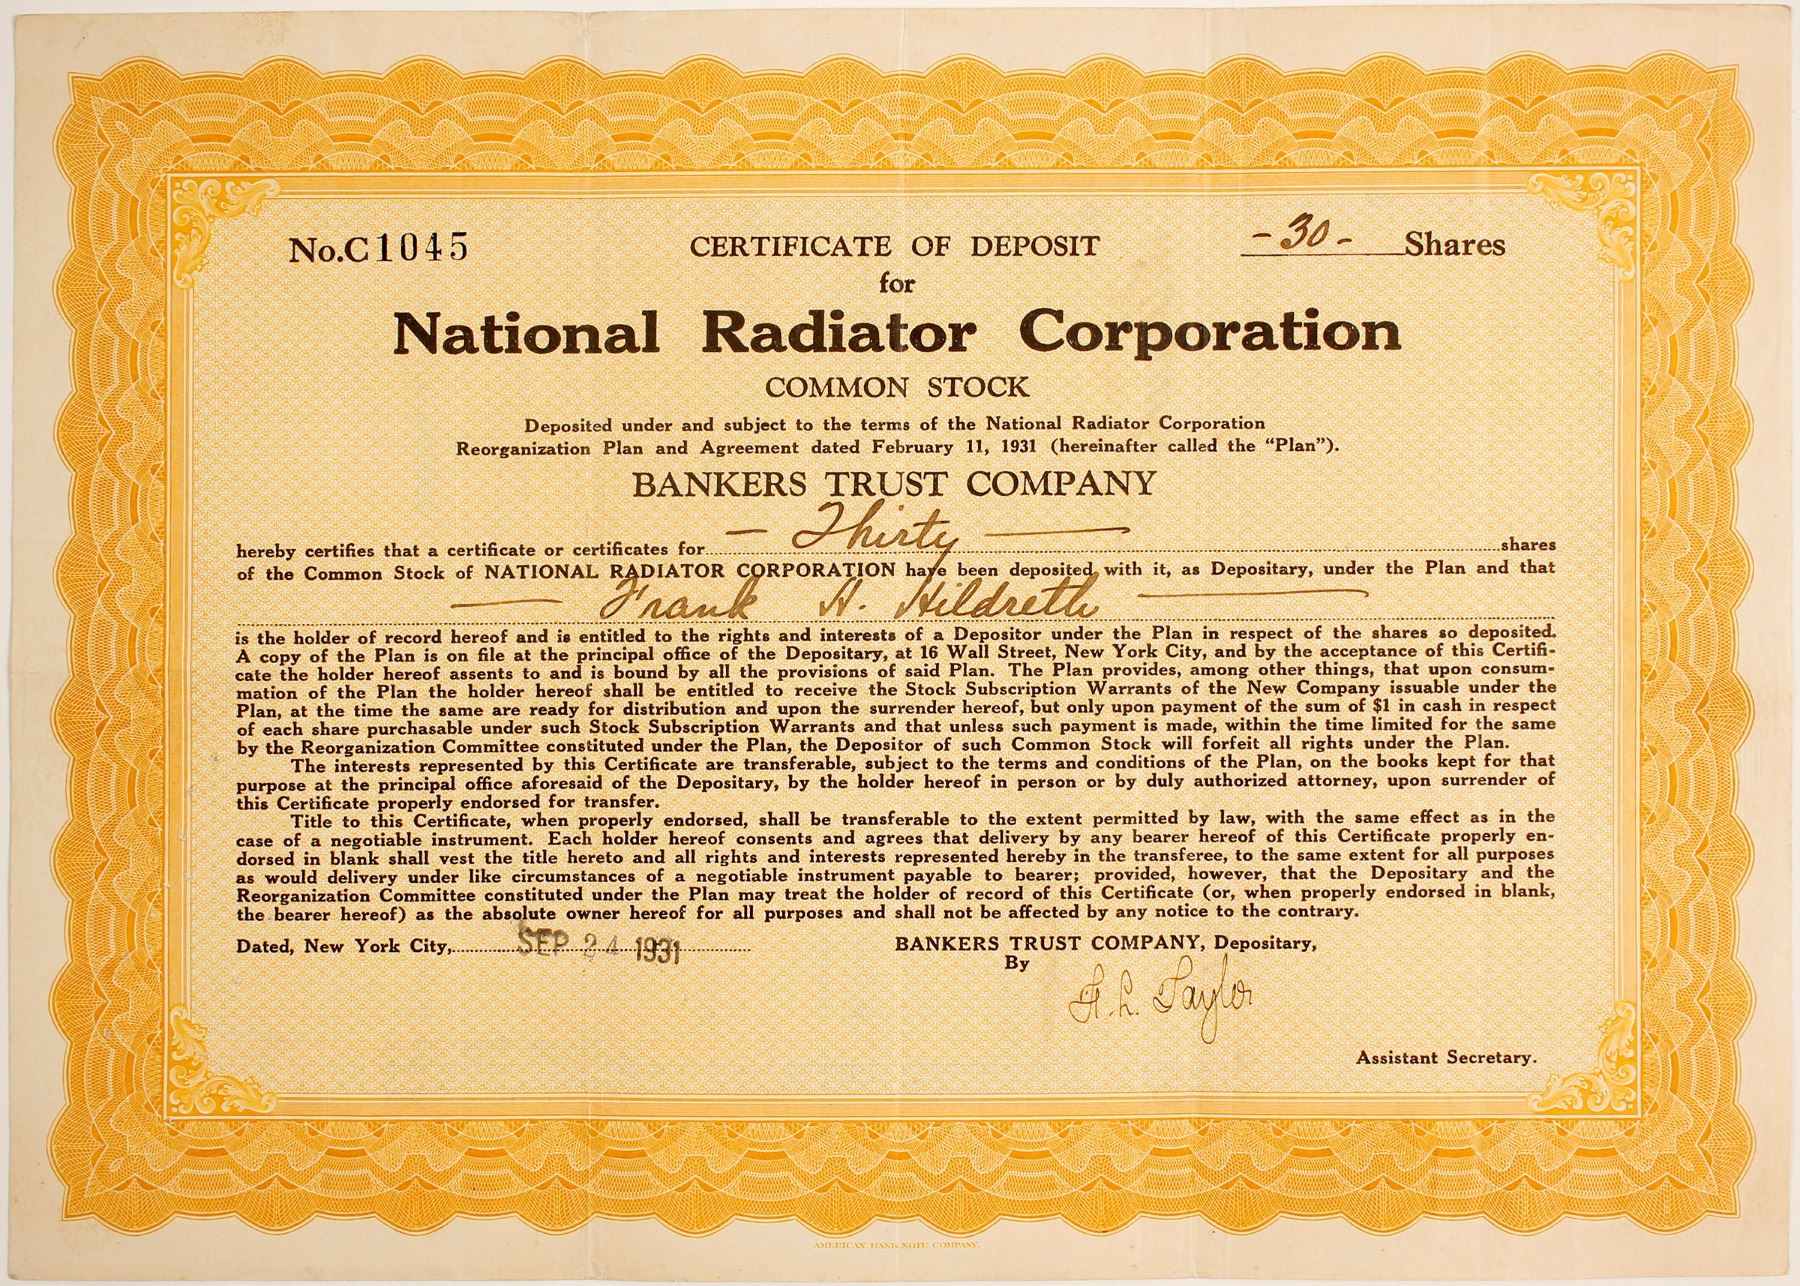 No.C1045 CERTIFICATE OF DEPOSIT -30- Shares
for
National Radiator Corporation
COMMON STOCK
Deposited under and subject to the terms of the National Radiator Corporation
Reorganization Plan and Agreement dated February 11, 1931 (hereinafter called the “Plan”).
BANKERS TRUST COMPANY
hereby certifies that a certificate or certificates for — Thirty — shares
of the Common Stock of NATIONAL RADIATOR CORPORATION have been deposited with it, as Depositary, under the Plan and that
— Frank H. Hildreth —
is the holder of record hereof and is entitled to the rights and interests of a Depositor under the Plan in respect of the shares so deposited.
A copy of the Plan is on file at the principal office of the Depositary, at 16 Wall Street, New York City, and by the acceptance of this Certifi-
cate the holder hereof assents to and is bound by all the provisions of said Plan. The Plan provides, among other things, that upon consum-
mation of the Plan the holder hereof shall be entitled to receive the Stock Subscription Warrants of the New Company issuable under the
Plan, at the time the same are ready for distribution and upon the surrender hereof, but only upon payment of the sum of $1 in cash in respect
of each share purchasable under such Stock Subscription Warrants and that unless such payment is made, within the time limited for the same
by the Reorganization Committee constituted under the Plan, the Depositor of such Common Stock will forfeit all rights under the Plan.
The interests represented by this Certificate are transferable, subject to the terms and conditions of the Plan, on the books kept for that
purpose at the principal office aforesaid of the Depositary, by the holder hereof in person or by duly authorized attorney, upon surrender of
this Certificate properly endorsed for transfer.
Title to this Certificate, when properly endorsed, shall be transferable to the extent permitted by law, with the same effect as in the
case of a negotiable instrument. Each holder hereof consents and agrees that delivery by any bearer hereof of this Certificate properly en-
dorsed in blank shall vest the title hereto and all rights and interests represented hereby in the transferee, to the same extent for all purposes
as would delivery under like circumstances of a negotiable instrument payable to bearer; provided, however, that the Depositary and the
Reorganization Committee constituted under the Plan may treat the holder of record of this Certificate (or, when properly endorsed in blank,
the bearer hereof) as the absolute owner hereof for all purposes and shall not be affected by any notice to the contrary.
Dated, New York City, SEP 24 1931 BANKERS TRUST COMPANY, Depositary,
By
H. L. Taylor
Assistant Secretary.
AMERICAN BANK NOTE COMPANY.